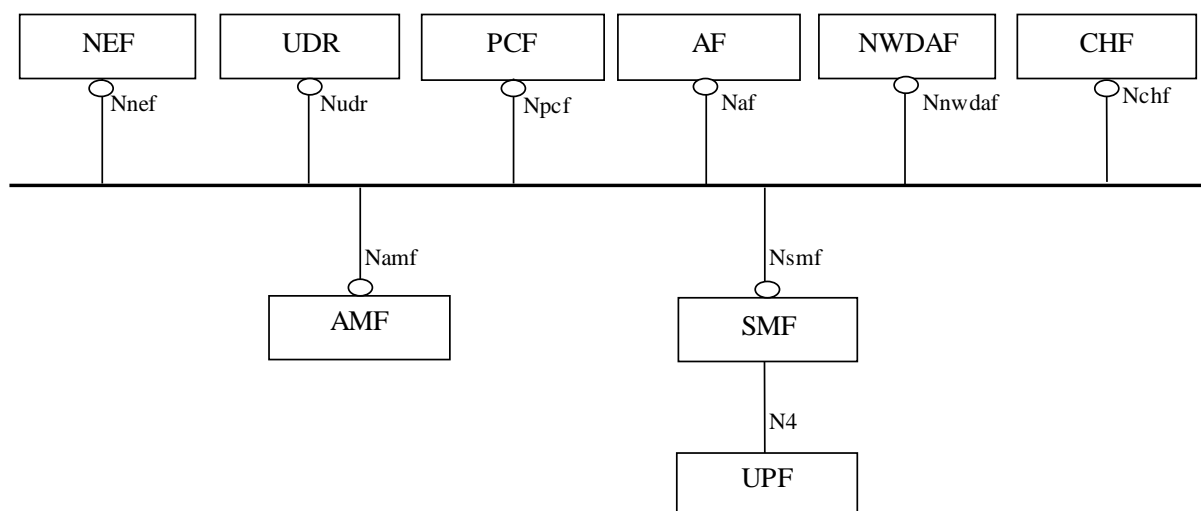 NEF
UDR
PCF
AF
NWDAF
CHF
Nnef
Nudr
Npcf
Naf
Nnwdaf
Nchf
Namf
Nsmf
AMF
SMF
N4
UPF